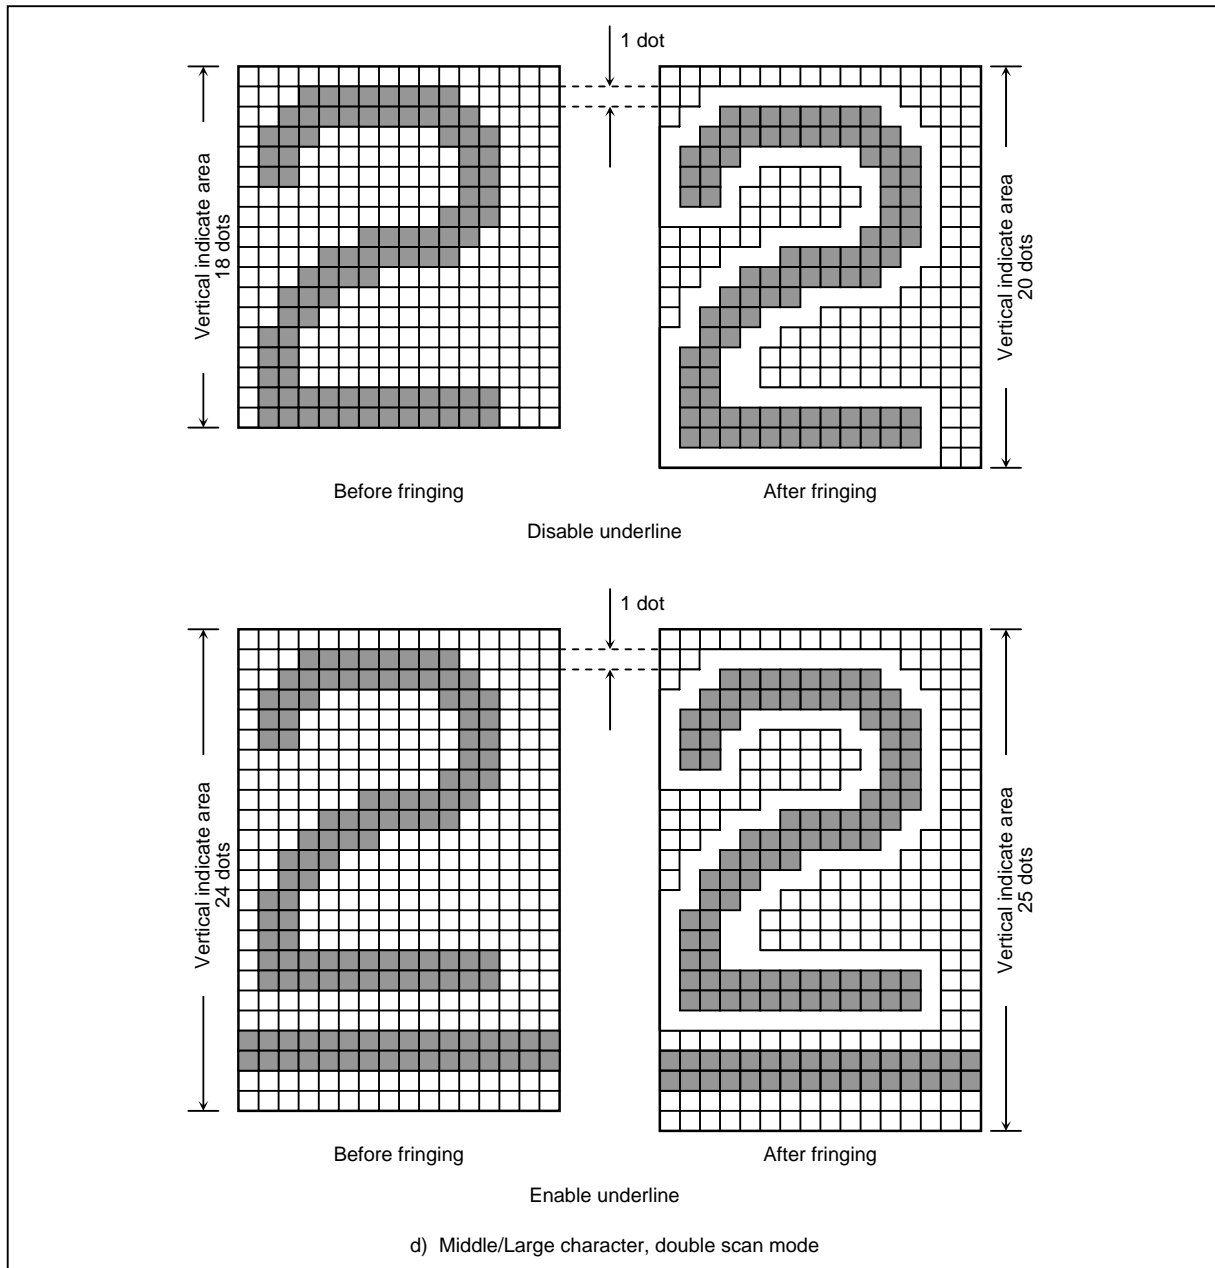 1 dot
Vertical indicate area
18 dots
Vertical indicate area
20 dots
Before fringing
After fringing
Disable underline
1 dot
Vertical indicate area
24 dots
Vertical indicate area
25 dots
Before fringing
After fringing
Enable underline
d) Middle/Large character, double scan mode